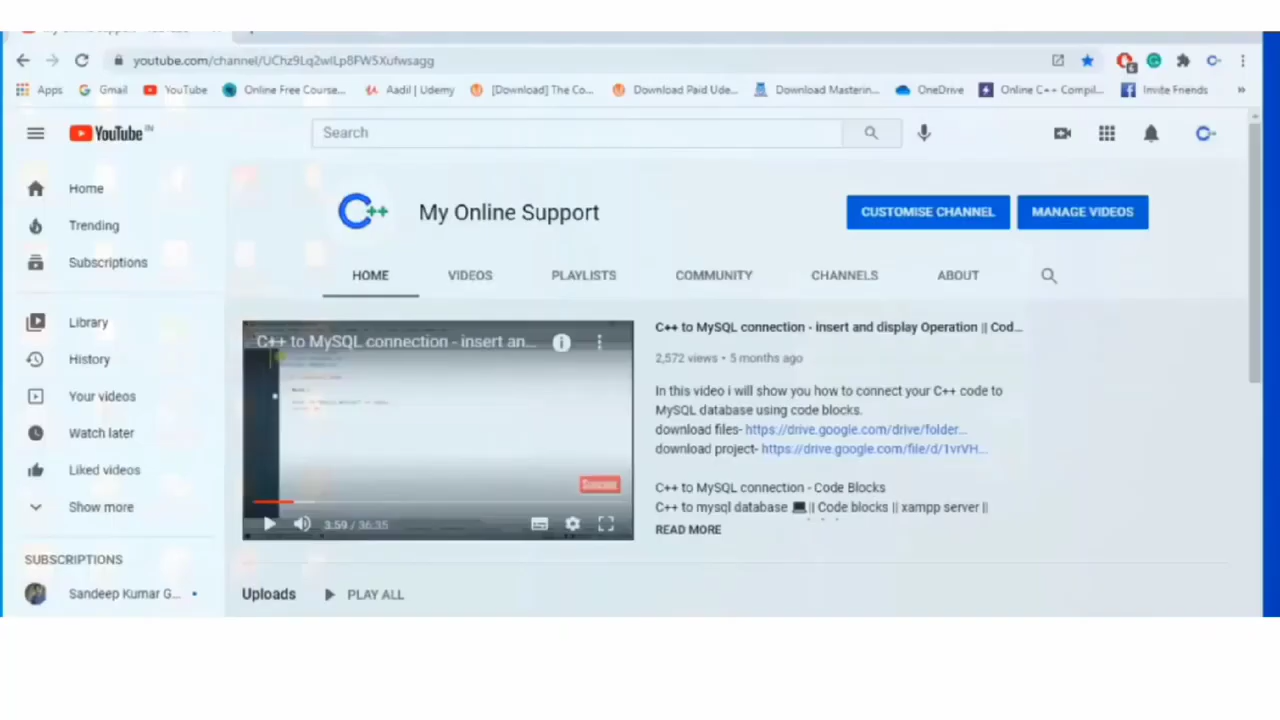 youtube.com/channel/UChz9Lq2wILp8FW5Xufwsagg
Apps Gmail YouTube Online Free Course... Aadil | Udemy [Download] The Co... Download Paid Ude... Download Masterin... OneDrive Online C++ Compil... Invite Friends »
YouTube IN
Search
Home
Trending
Subscriptions
Library
History
Your videos
Watch later
Liked videos
Show more
SUBSCRIPTIONS
Sandeep Kumar G...
C++
My Online Support
CUSTOMISE CHANNEL MANAGE VIDEOS
HOME VIDEOS PLAYLISTS COMMUNITY CHANNELS ABOUT
C++ to MySQL connection - insert an...
3:59 / 36:35
C++ to MySQL connection - insert and display Operation || Cod...
2,572 views • 5 months ago
In this video i will show you how to connect your C++ code to
MySQL database using code blocks.
download files- https://drive.google.com/drive/folder...
download project- https://drive.google.com/file/d/1vrVH...
C++ to MySQL connection - Code Blocks
C++ to mysql database 💻|| Code blocks || xampp server ||
READ MORE
Uploads PLAY ALL